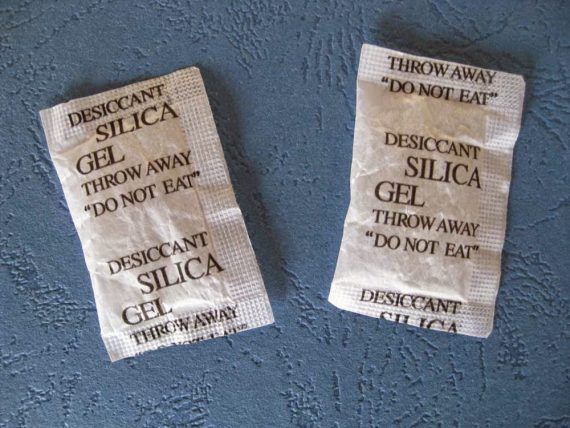 DESICCANT
SILICA
GEL
THROW AWAY
"DO NOT EAT"
DESICCANT
SILICA
GEL
THROW AWAY
THROW AWAY
"DO NOT EAT"
DESICCANT
SILICA
GEL
THROW AWAY
"DO NOT EAT"
DESICCANT
SILICA